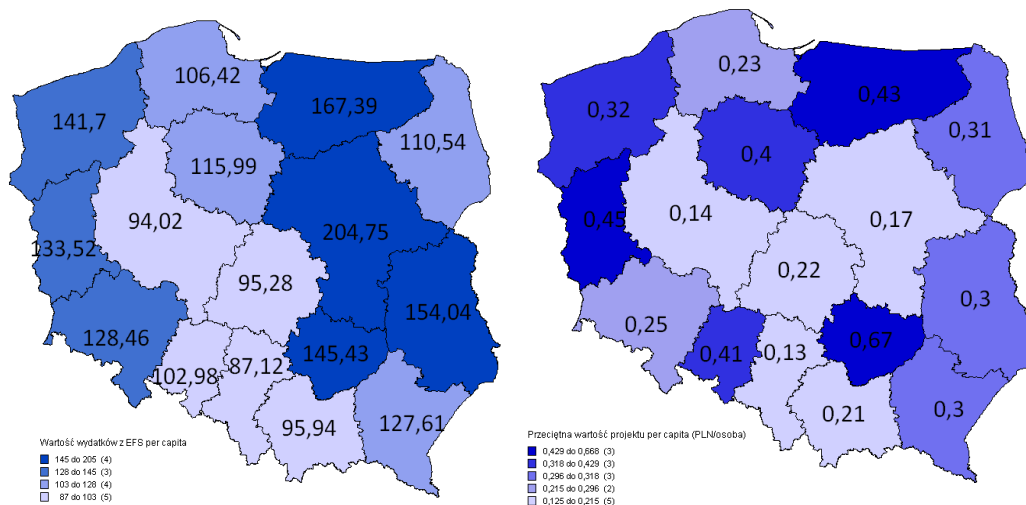 106,42
167,39
141,7
110,54
115,99
94,02
204,75
133,52
95,28
154,04
128,46
145,43
87,12
102,98
95,94
127,61
Wartość wydatków z EFS per capita
145 do 205 (4)
128 do 145 (3)
103 do 128 (4)
87 do 103 (5)
0,23
0,43
0,32
0,31
0,4
0,45
0,14
0,17
0,22
0,3
0,25
0,41
0,13
0,67
0,21
0,3
Przeciętna wartość projektu per capita (PLN/osoba)
0,429 do 0,668 (3)
0,318 do 0,429 (3)
0,296 do 0,318 (3)
0,215 do 0,296 (2)
0,125 do 0,215 (5)